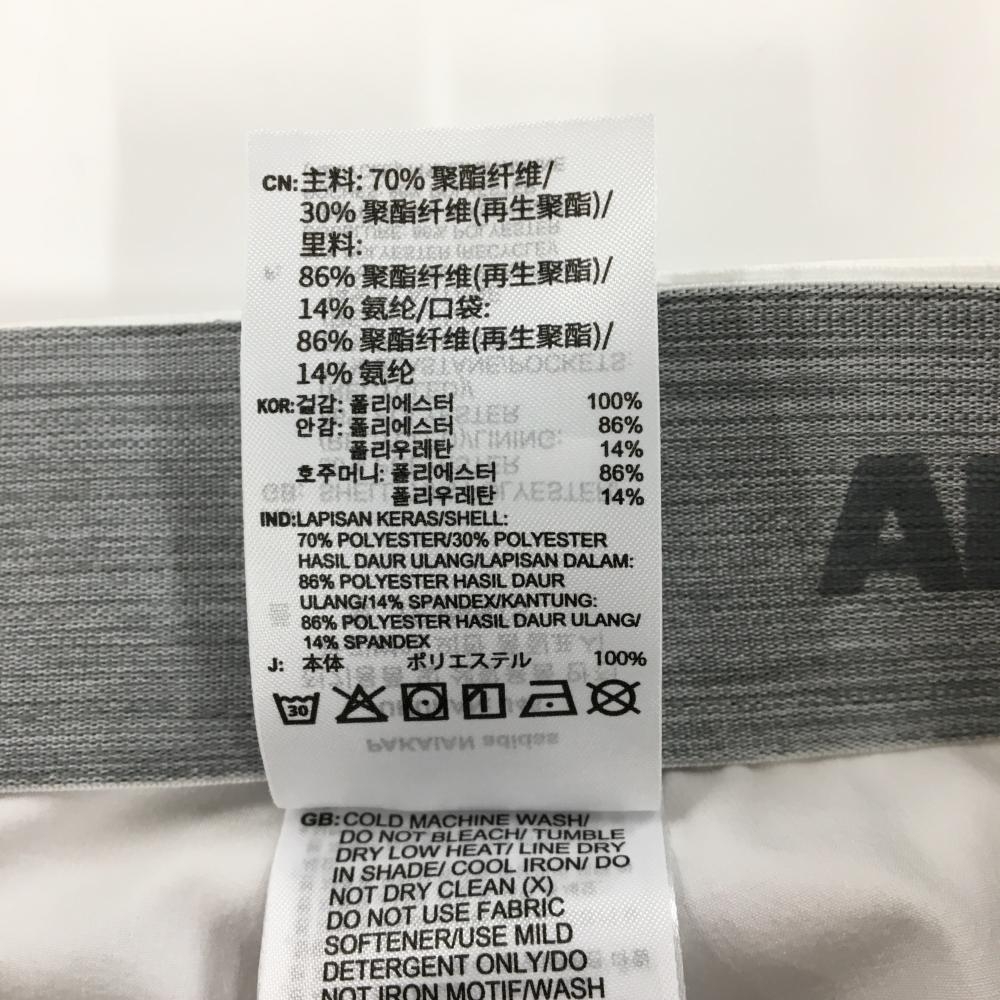 CN:主料: 70% 聚酯纤维/
30% 聚酯纤维(再生聚酯)/
里料:
86% 聚酯纤维(再生聚酯)/
14% 氨纶/口袋:
86% 聚酯纤维(再生聚酯)/
14% 氨纶
KOR:겉감: 폴리에스터 100%
안감: 폴리에스터 86%
폴리우레탄 14%
호주머니: 폴리에스터 86%
폴리우레탄 14%
IND:LAPISAN KERAS/SHELL:
70% POLYESTER/30% POLYESTER
HASIL DAUR ULANG/LAPISAN DALAM:
86% POLYESTER HASIL DAUR
ULANG/14% SPANDEX/KANTUNG:
86% POLYESTER HASIL DAUR ULANG/
14% SPANDEX
J: 本体 ポリエステル 100%
30
GB:COLD MACHINE WASH/
DO NOT BLEACH/ TUMBLE
DRY LOW HEAT/ LINE DRY
IN SHADE/ COOL IRON/ DO
NOT DRY CLEAN (X)
DO NOT USE FABRIC
SOFTENER/USE MILD
DETERGENT ONLY/DO
NOT IRON MOTIF/WASH